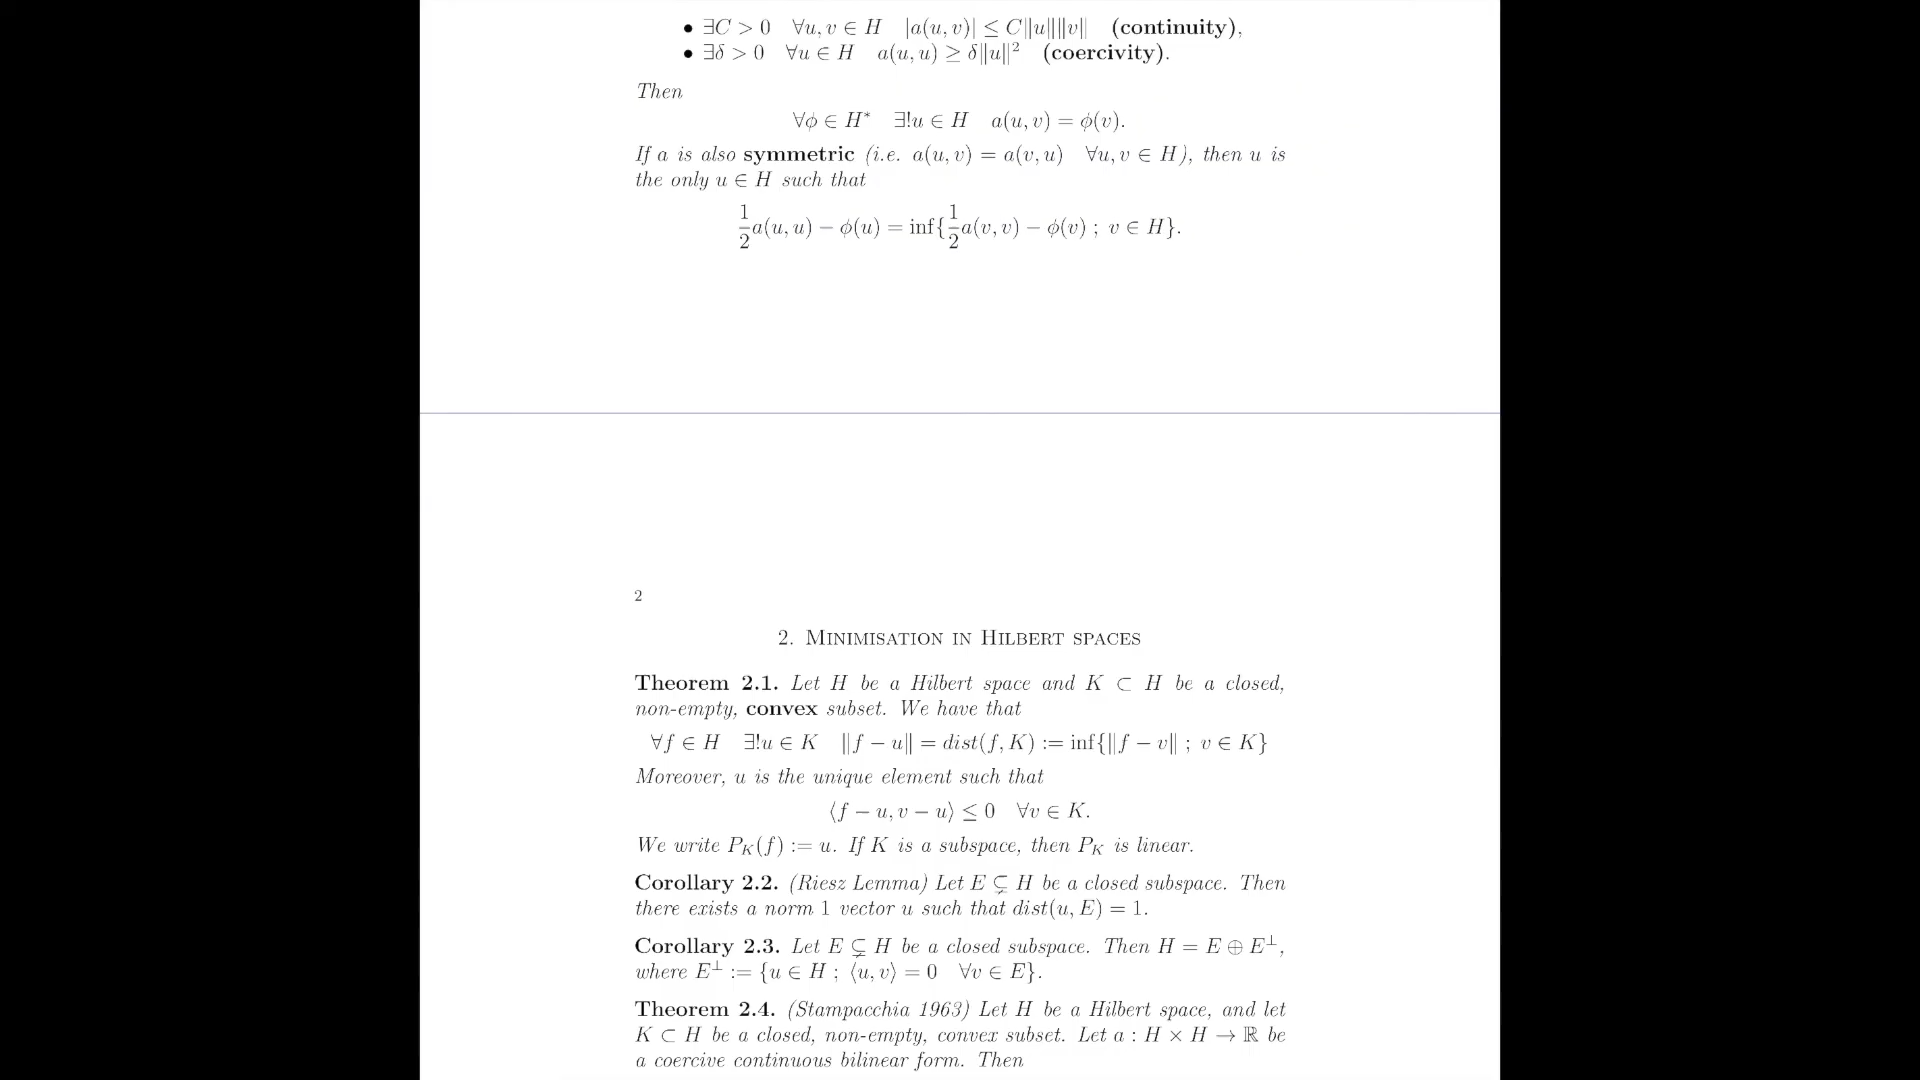 • ∃C > 0 ∀u, v ∈ H |a(u, v)| ≤ C‖u‖‖v‖ (continuity),
• ∃δ > 0 ∀u ∈ H a(u, u) ≥ δ‖u‖² (coercivity).
Then
∀ϕ ∈ H* ∃!u ∈ H a(u, v) = ϕ(v).
If a is also symmetric (i.e. a(u, v) = a(v, u) ∀u, v ∈ H), then u is
the only u ∈ H such that
1/2 a(u, u) − ϕ(u) = inf{1/2 a(v, v) − ϕ(v) ; v ∈ H}.
2
2. Minimisation in Hilbert spaces
Theorem 2.1. Let H be a Hilbert space and K ⊂ H be a closed,
non-empty, convex subset. We have that
∀f ∈ H ∃!u ∈ K ‖f − u‖ = dist(f, K) := inf{‖f − v‖ ; v ∈ K}
Moreover, u is the unique element such that
⟨f − u, v − u⟩ ≤ 0 ∀v ∈ K.
We write P_K(f) := u. If K is a subspace, then P_K is linear.
Corollary 2.2. (Riesz Lemma) Let E ⊊ H be a closed subspace. Then
there exists a norm 1 vector u such that dist(u, E) = 1.
Corollary 2.3. Let E ⊊ H be a closed subspace. Then H = E ⊕ E⊥,
where E⊥ := {u ∈ H ; ⟨u, v⟩ = 0 ∀v ∈ E}.
Theorem 2.4. (Stampacchia 1963) Let H be a Hilbert space, and let
K ⊂ H be a closed, non-empty, convex subset. Let a : H × H → ℝ be
a coercive continuous bilinear form. Then